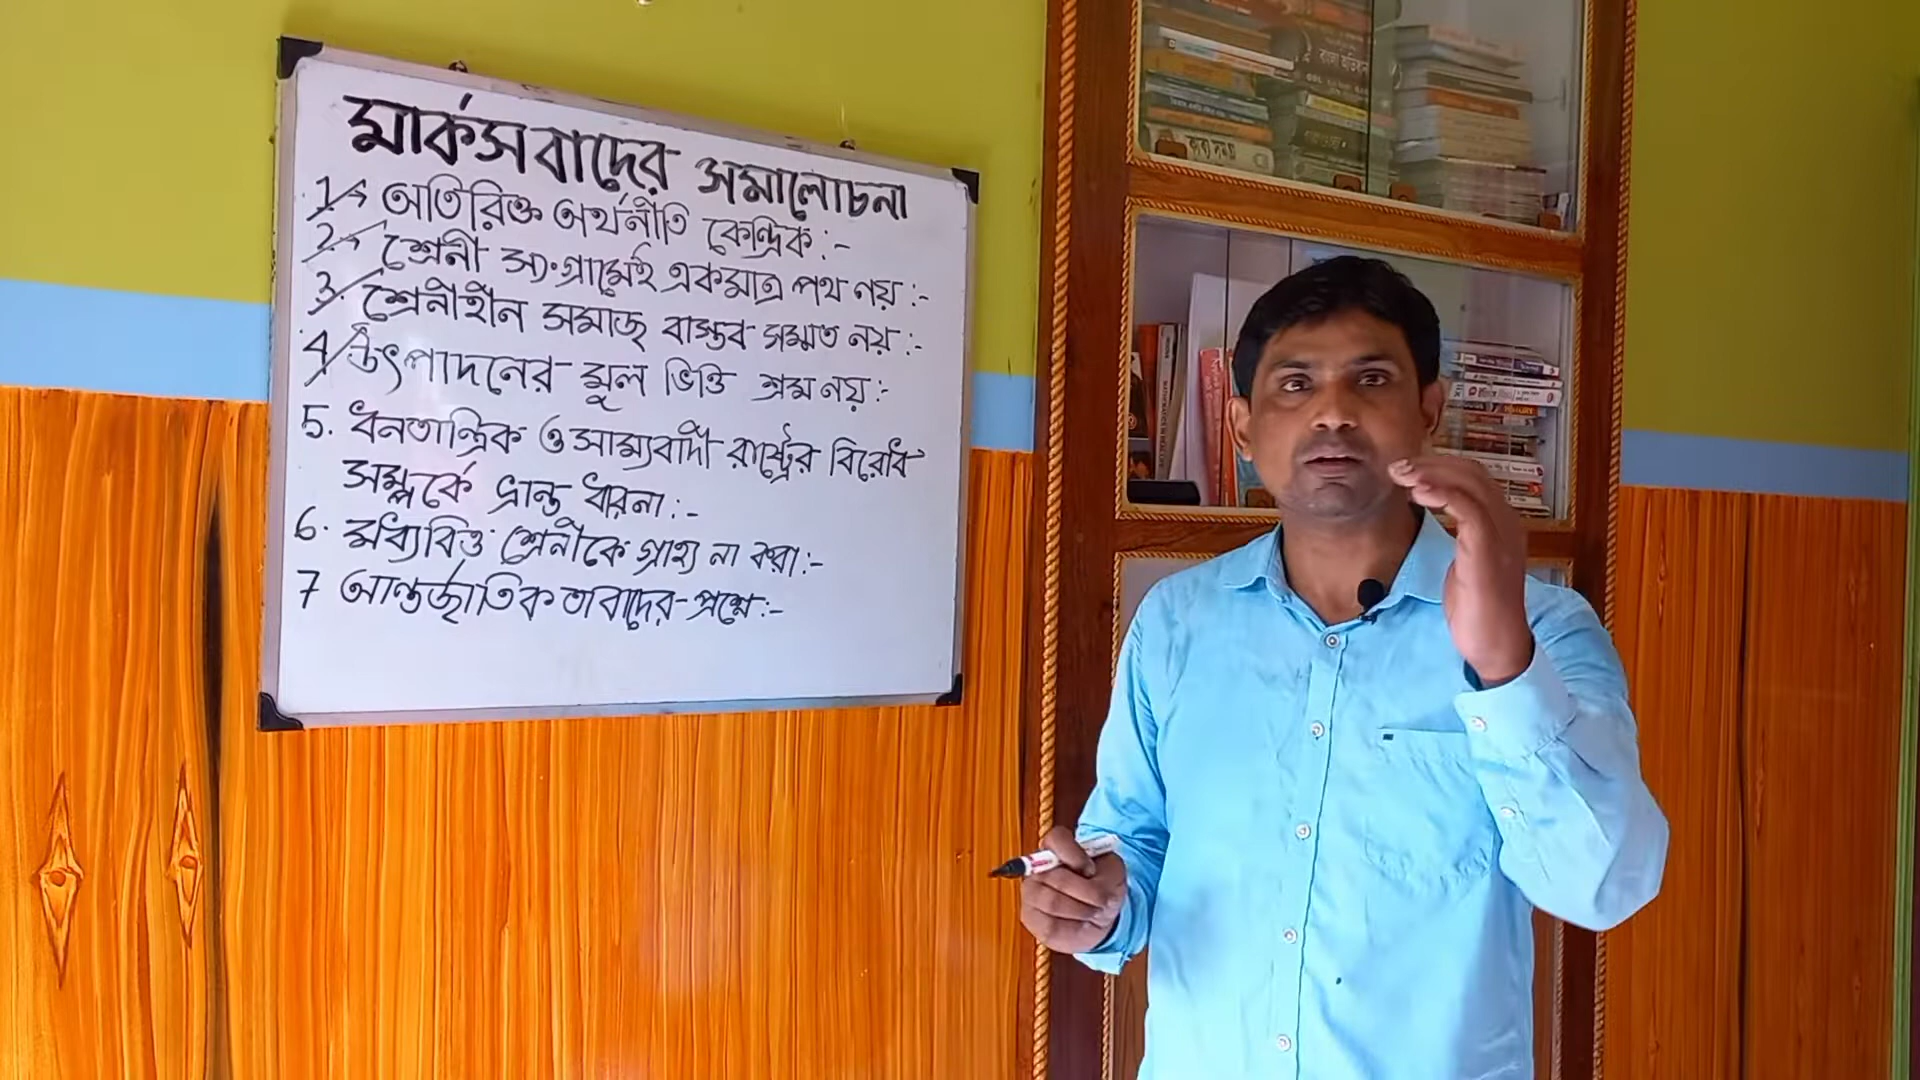 মার্কসবাদের সমালোচনা
1. অতিরিক্ত অর্থনীতি কেন্দ্রিক:-
2. শ্রেনী সংগ্রামেই একমাত্র পথ নয়:-
3. শ্রেনীহীন সমাজ বাস্তব সম্মত নয়:-
4. উৎপাদনের মূল ভিত্তি শ্রম নয়:-
5. ধনতান্ত্রিক ও সাম্যবাদী রাষ্ট্রের বিরোধ
সম্পর্কে ভ্রান্ত ধারনা:-
6. মধ্যবিত্ত শ্রেনীকে গ্রাহ্য না করা:-
7 আন্তর্জাতিকতাবাদের প্রশ্নে:-